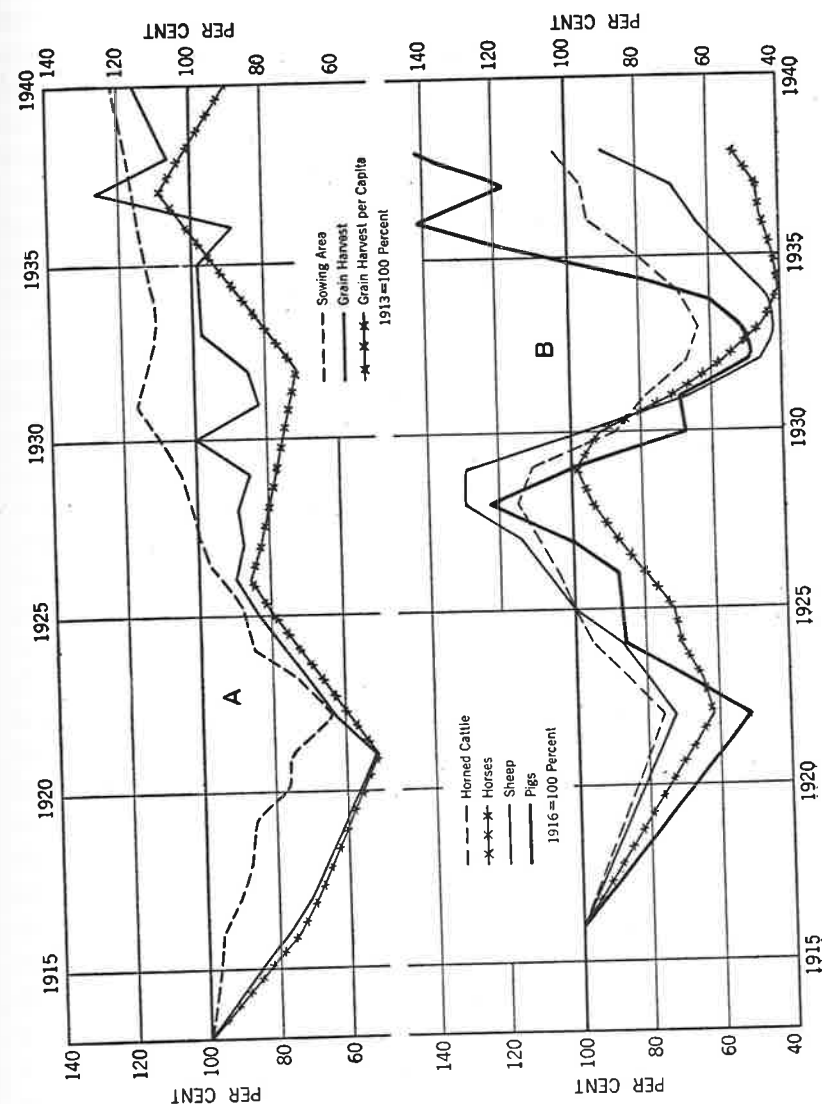 140
120
100
80
60
PER CENT
1915
1920
1925
1930
1935
1940
140
120
100
80
60
PER CENT
A
Sowing Area
Grain Harvest
Grain Harvest per Capita
1913=100 Percent
100
80
60
40
PER CENT
1915
1920
1925
1930
1935
1940
140
120
100
80
60
40
PER CENT
B
Horned Cattle
Horses
Sheep
Pigs
1916=100 Percent